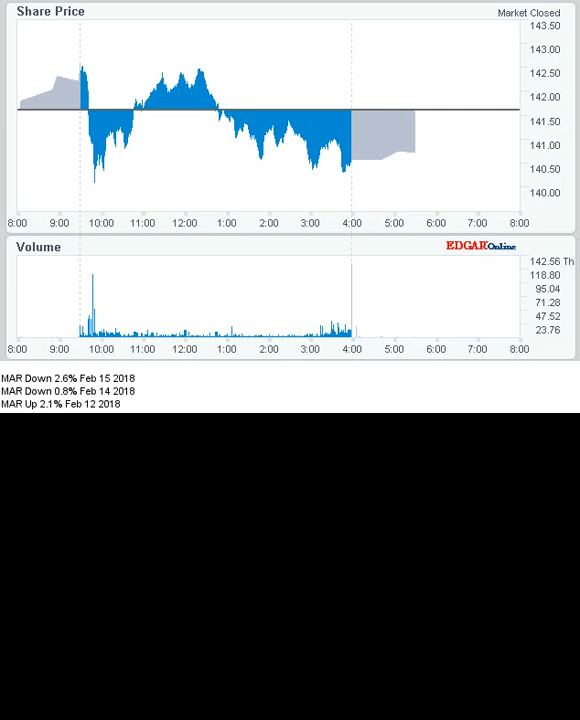 Share Price
Market Closed
143.50
143.00
142.50
142.00
141.50
141.00
140.50
140.00
8:00 9:00 10:00 11:00 12:00 1:00 2:00 3:00 4:00 5:00 6:00 7:00 8:00
Volume
EDGAROnline
142.56 Th
118.80
95.04
71.28
47.52
23.76
8:00 9:00 10:00 11:00 12:00 1:00 2:00 3:00 4:00 5:00 6:00 7:00 8:00
MAR Down 2.6% Feb 15 2018
MAR Down 0.8% Feb 14 2018
MAR Up 2.1% Feb 12 2018